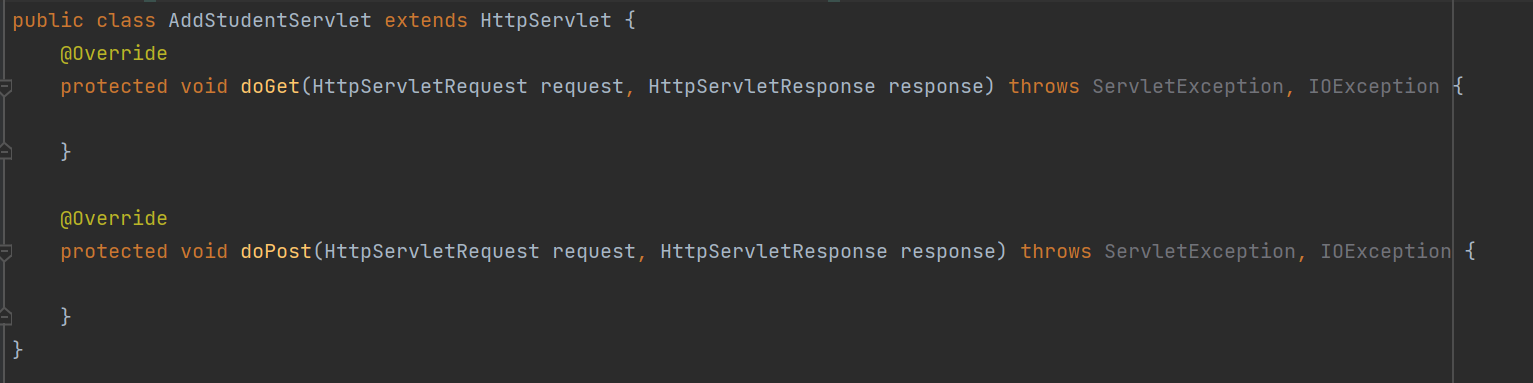 public class AddStudentServlet extends HttpServlet {
@Override
protected void doGet(HttpServletRequest request, HttpServletResponse response) throws ServletException, IOException {
}
@Override
protected void doPost(HttpServletRequest request, HttpServletResponse response) throws ServletException, IOException {
}
}